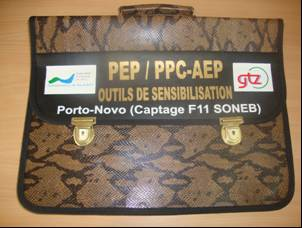 PEP / PPC-AEP
gtz
OUTILS DE SENSIBILISATION
Porto-Novo (Captage F11 SONEB)